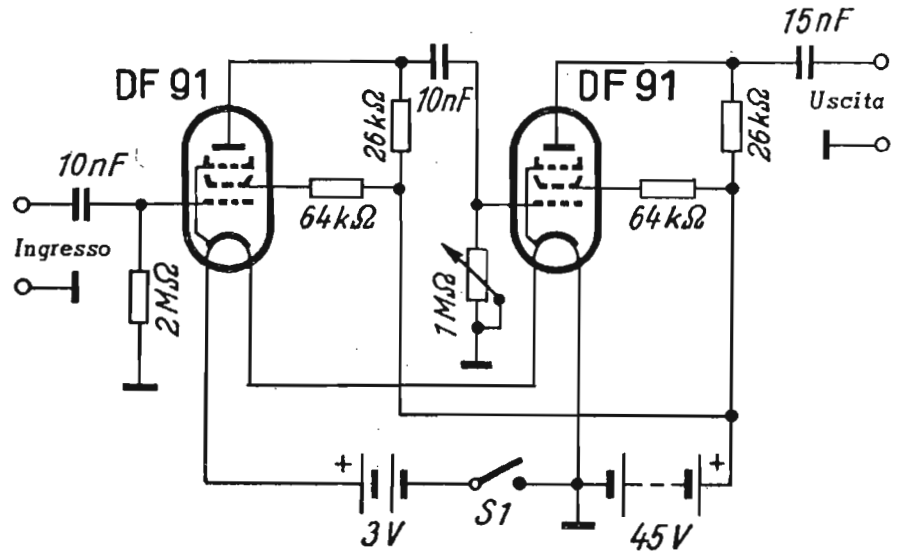 15nF
DF 91
10nF
DF 91
26kΩ
26kΩ
Uscita
10nF
64kΩ
64kΩ
Ingresso
2MΩ
1MΩ
+
+
S1
3V
45V